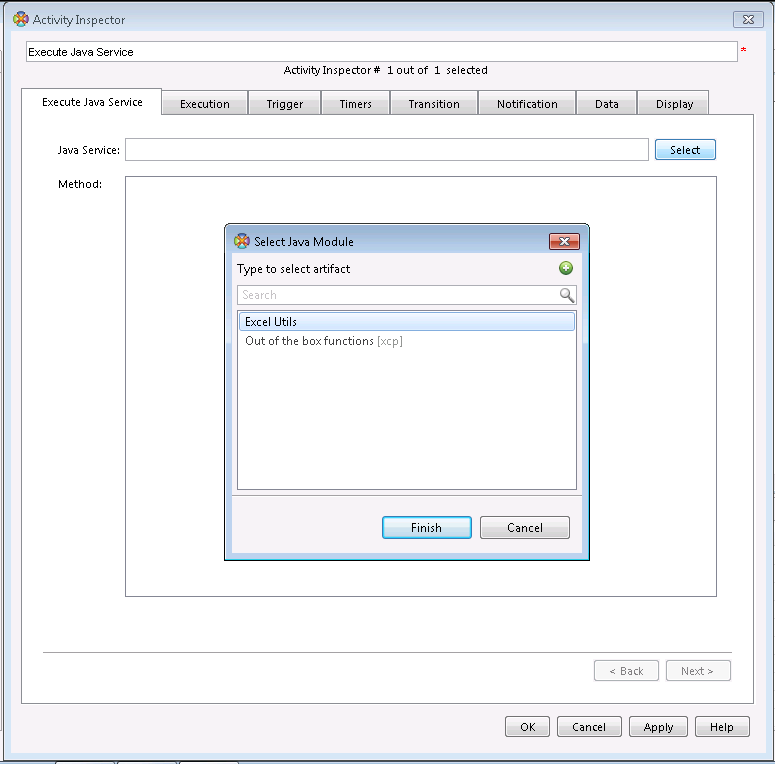 Activity Inspector
Execute Java Service *
Activity Inspector # 1 out of 1 selected
Execute Java Service Execution Trigger Timers Transition Notification Data Display
Java Service: Select
Method:
Select Java Module
Type to select artifact
Search
Excel Utils
Out of the box functions [xcp]
Finish Cancel
< Back Next >
OK Cancel Apply Help